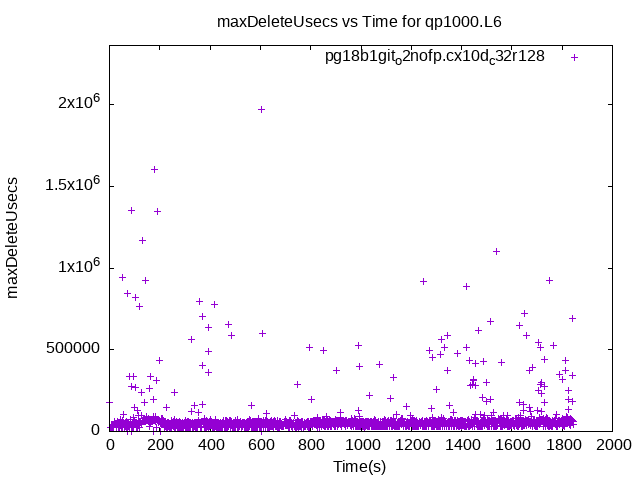 maxDeleteUsecs vs Time for qp1000.L6
pg18b1git_o2nofp.cx10d_c32r128
maxDeleteUsecs
2x10^6
1.5x10^6
1x10^6
500000
0
0 200 400 600 800 1000 1200 1400 1600 1800 2000
Time(s)